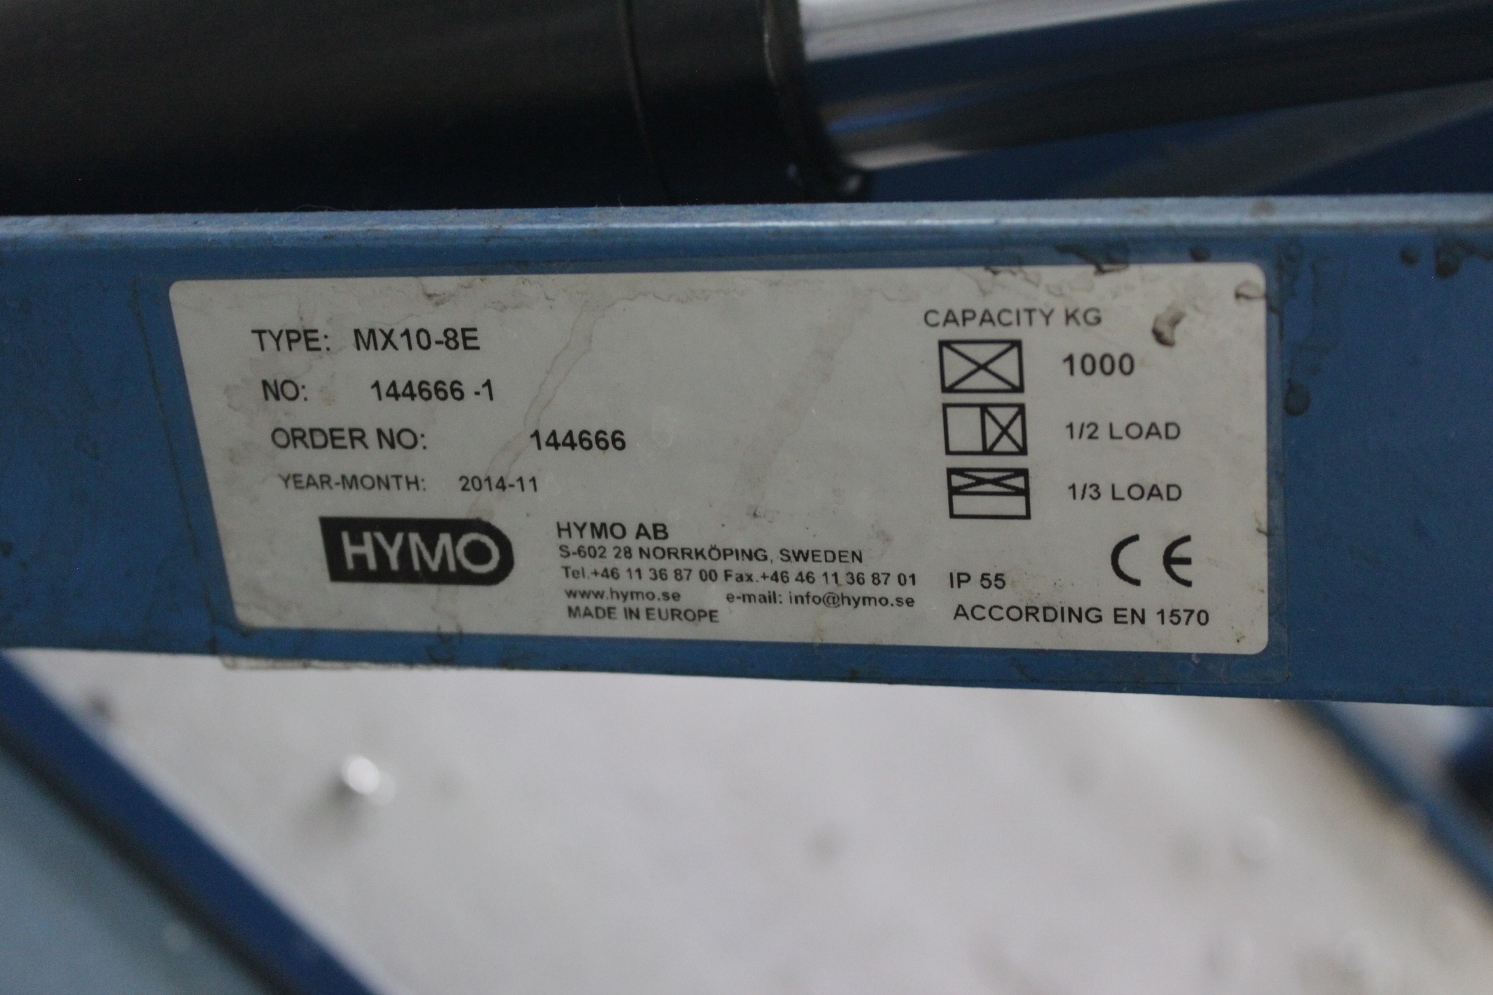 TYPE: MX10-8E
NO: 144666 -1
ORDER NO: 144666
YEAR-MONTH: 2014-11
HYMO
HYMO AB
S-602 28 NORRKÖPING, SWEDEN
Tel.+46 11 36 87 00 Fax.+46 46 11 36 87 01
www.hymo.se e-mail: info@hymo.se
MADE IN EUROPE
CAPACITY KG
1000
1/2 LOAD
1/3 LOAD
CE
IP 55
ACCORDING EN 1570